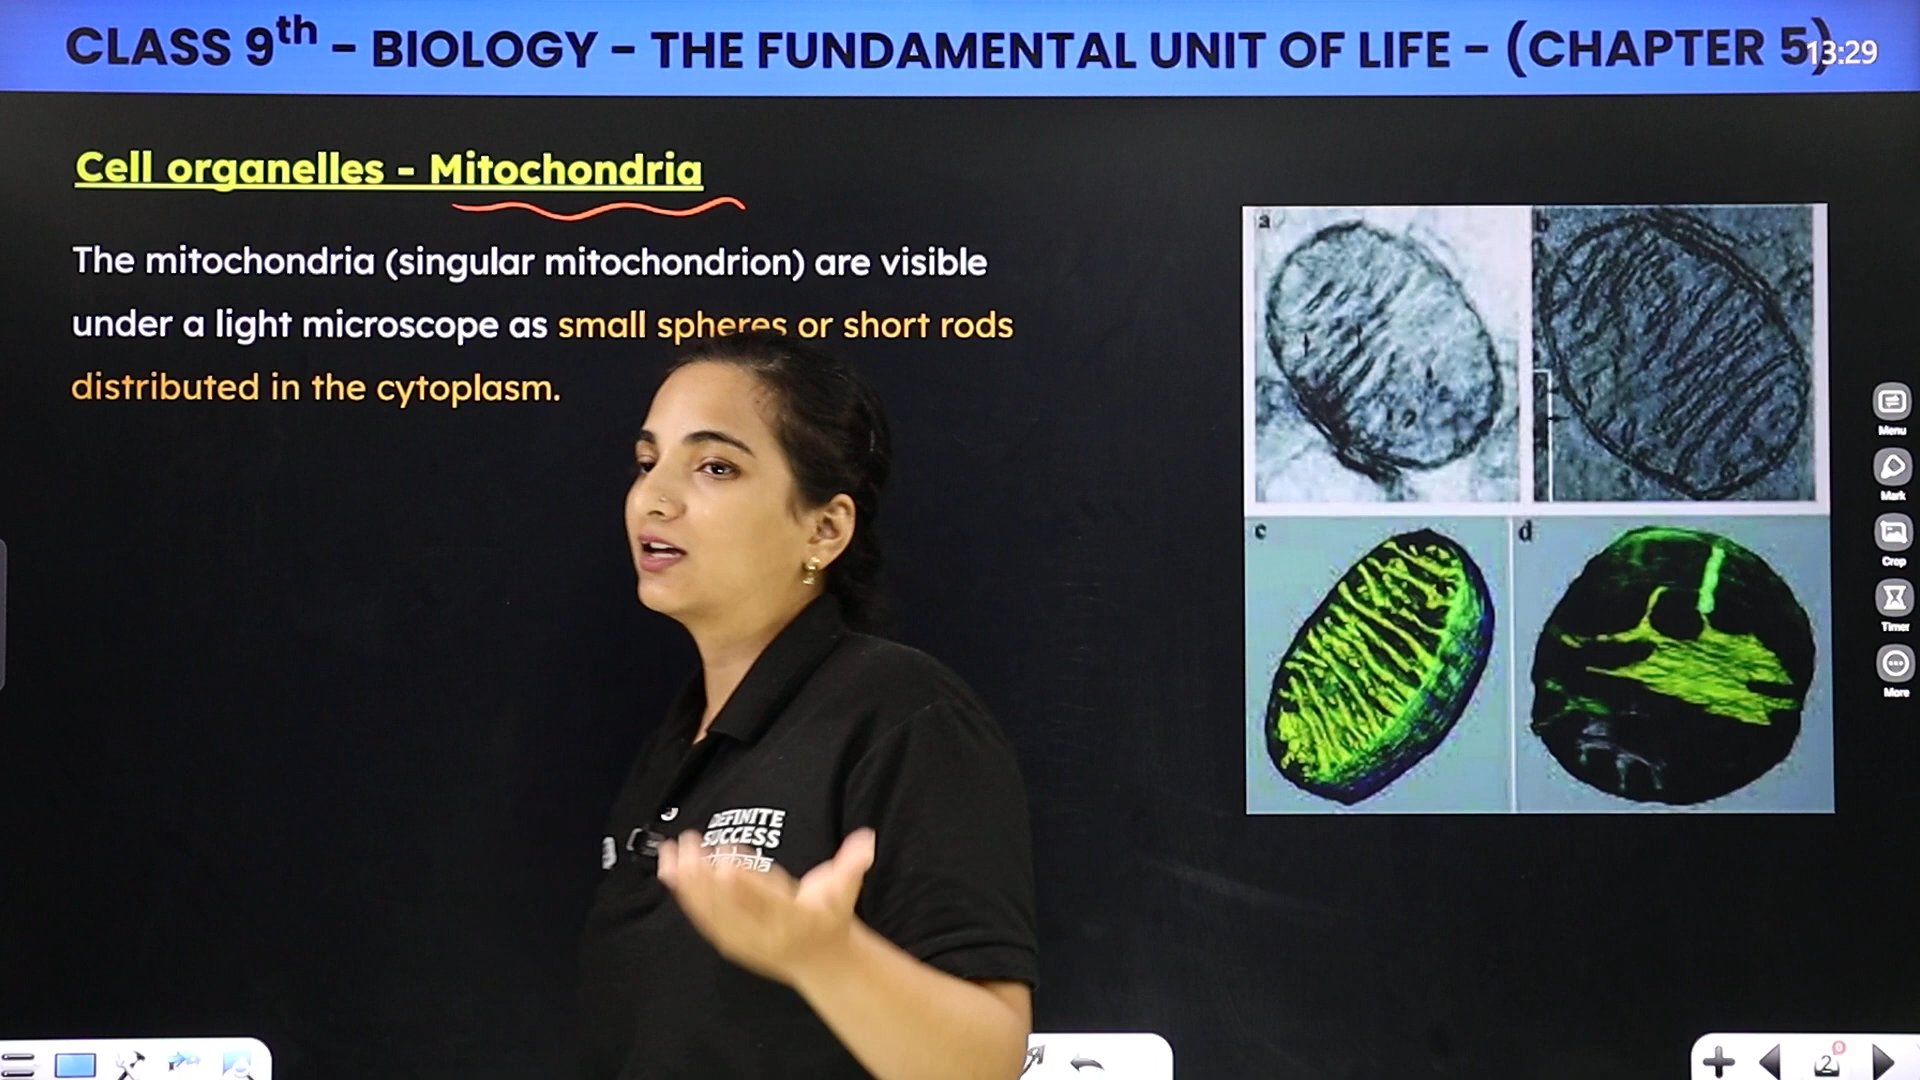 CLASS 9th - BIOLOGY - THE FUNDAMENTAL UNIT OF LIFE - (CHAPTER 5)
13:29
Cell organelles - Mitochondria
The mitochondria (singular mitochondrion) are visible
under a light microscope as small spheres or short rods
distributed in the cytoplasm.
a
b
c
d
Menu
Mark
Crop
Timer
More
DEFINITE
SUCCESS
2
0